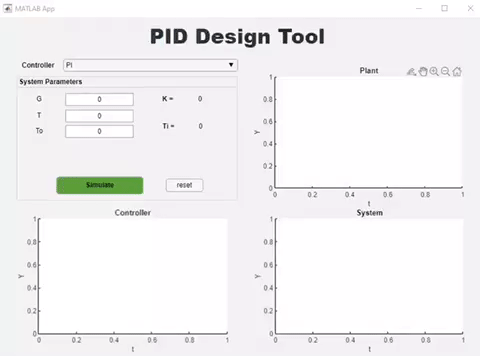 MATLAB App
PID Design Tool
Controller PI
System Parameters
G 0 K = 0
T 0
To 0 Ti = 0
Simulate reset
Plant
1
0.8
0.6
0.4
0.2
0
Y
0 0.2 0.4 0.6 0.8 1
t
Controller
1
0.8
0.6
0.4
0.2
0
Y
0 0.2 0.4 0.6 0.8 1
t
System
1
0.8
0.6
0.4
0.2
0
Y
0 0.2 0.4 0.6 0.8 1
t